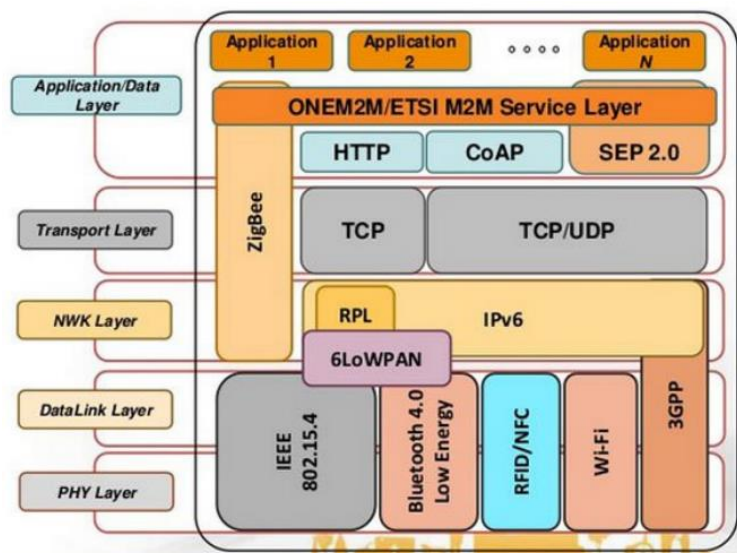 Application
1
Application
2
Application
N
Application/Data
Layer
ONEM2M/ETSI M2M Service Layer
HTTP
CoAP
SEP 2.0
ZigBee
Transport Layer
TCP
TCP/UDP
NWK Layer
RPL
IPv6
6LoWPAN
DataLink Layer
IEEE
802.15.4
Bluetooth 4.0
Low Energy
RFID/NFC
Wi-Fi
3GPP
PHY Layer